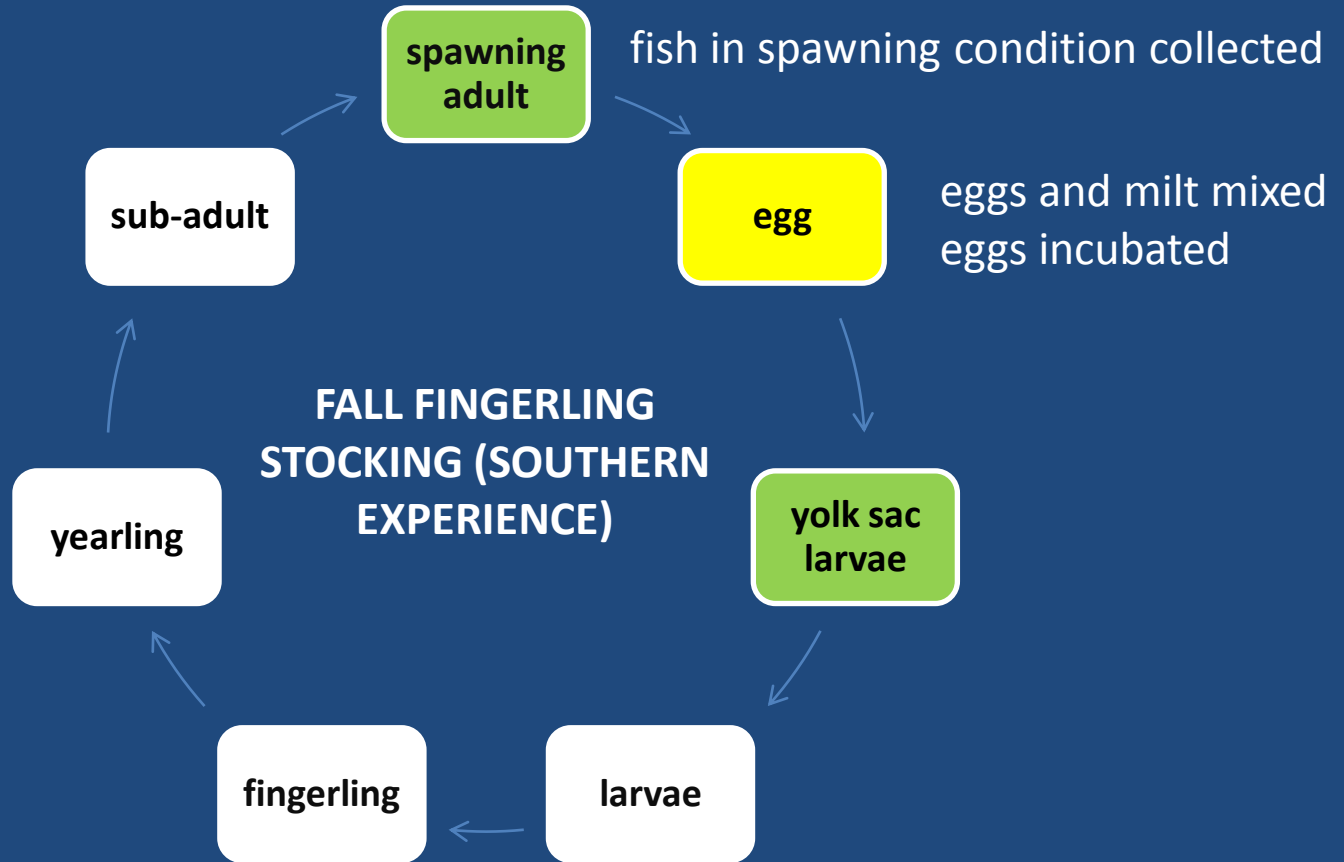 spawning
adult
fish in spawning condition collected
egg
eggs and milt mixed
eggs incubated
sub-adult
FALL FINGERLING
STOCKING (SOUTHERN
EXPERIENCE)
yolk sac
larvae
yearling
fingerling
larvae